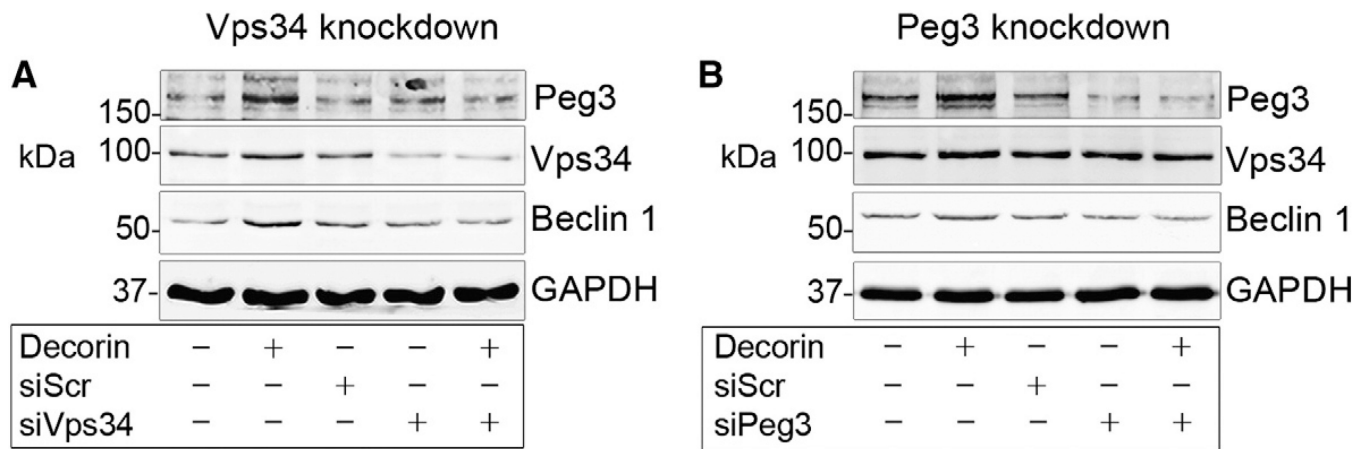 Vps34 knockdown
A
150-
Peg3
kDa
100-
Vps34
50-
Beclin 1
37-
GAPDH
Decorin − + − − +
siScr − − + − −
siVps34 − − − + +
Peg3 knockdown
B
150-
Peg3
kDa
100-
Vps34
50-
Beclin 1
37-
GAPDH
Decorin − + − − +
siScr − − + − −
siPeg3 − − − + +